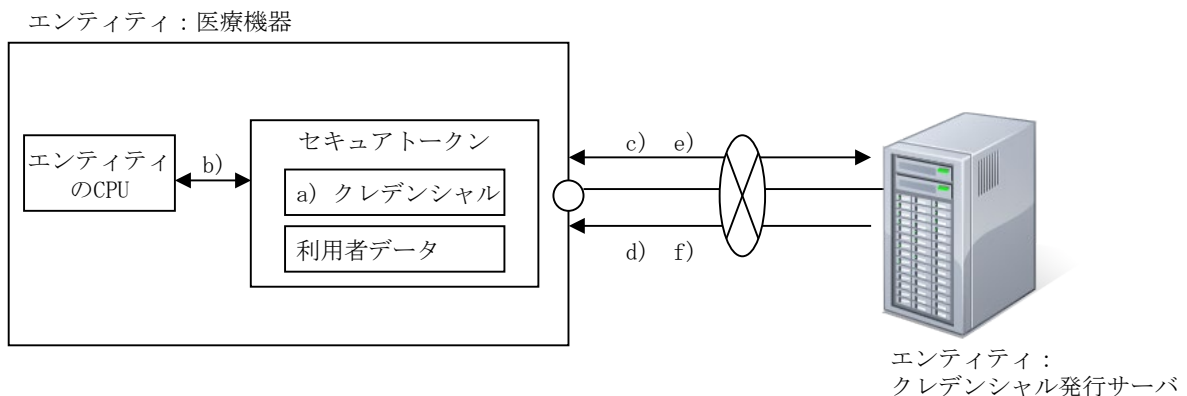 エンティティ：医療機器
エンティティ
のCPU
b)
セキュアトークン
a) クレデンシャル
利用者データ
c) e)
d) f)
エンティティ：
クレデンシャル発行サーバ